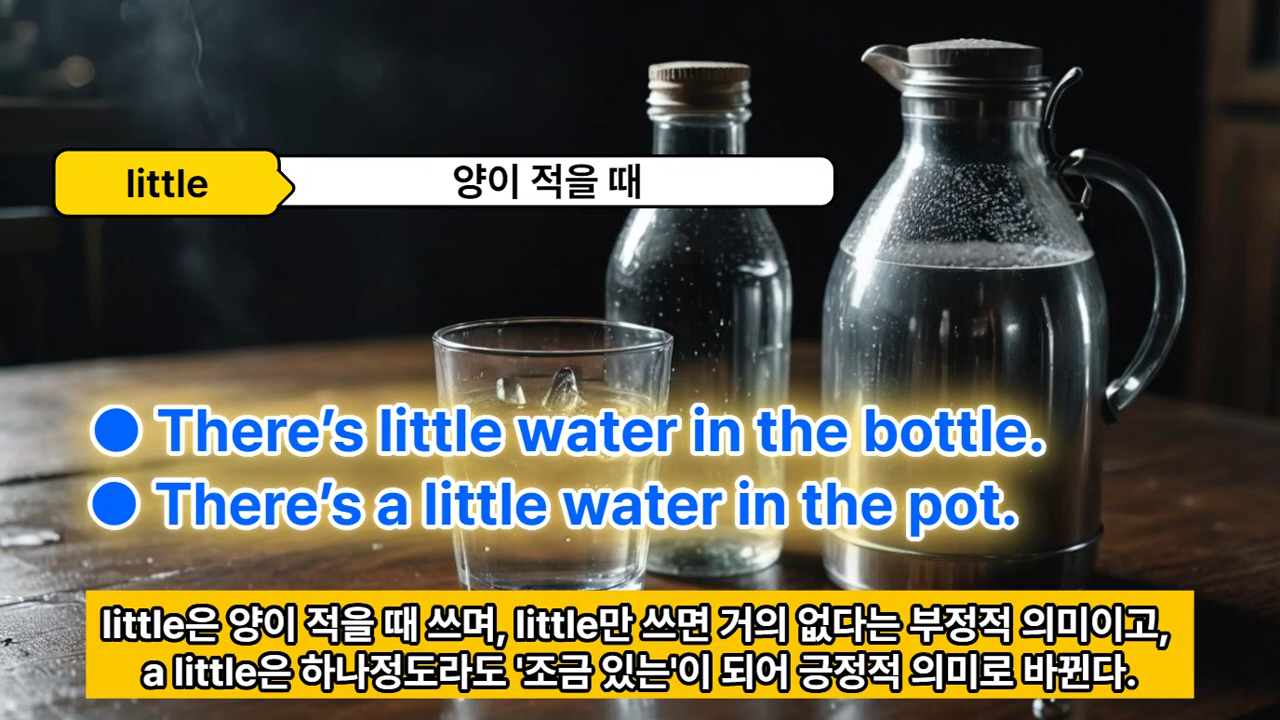 little
양이 적을 때
● There’s little water in the bottle.
● There’s a little water in the pot.
little은 양이 적을 때 쓰며, little만 쓰면 거의 없다는 부정적 의미이고,
a little은 하나정도라도 '조금 있는'이 되어 긍정적 의미로 바뀐다.